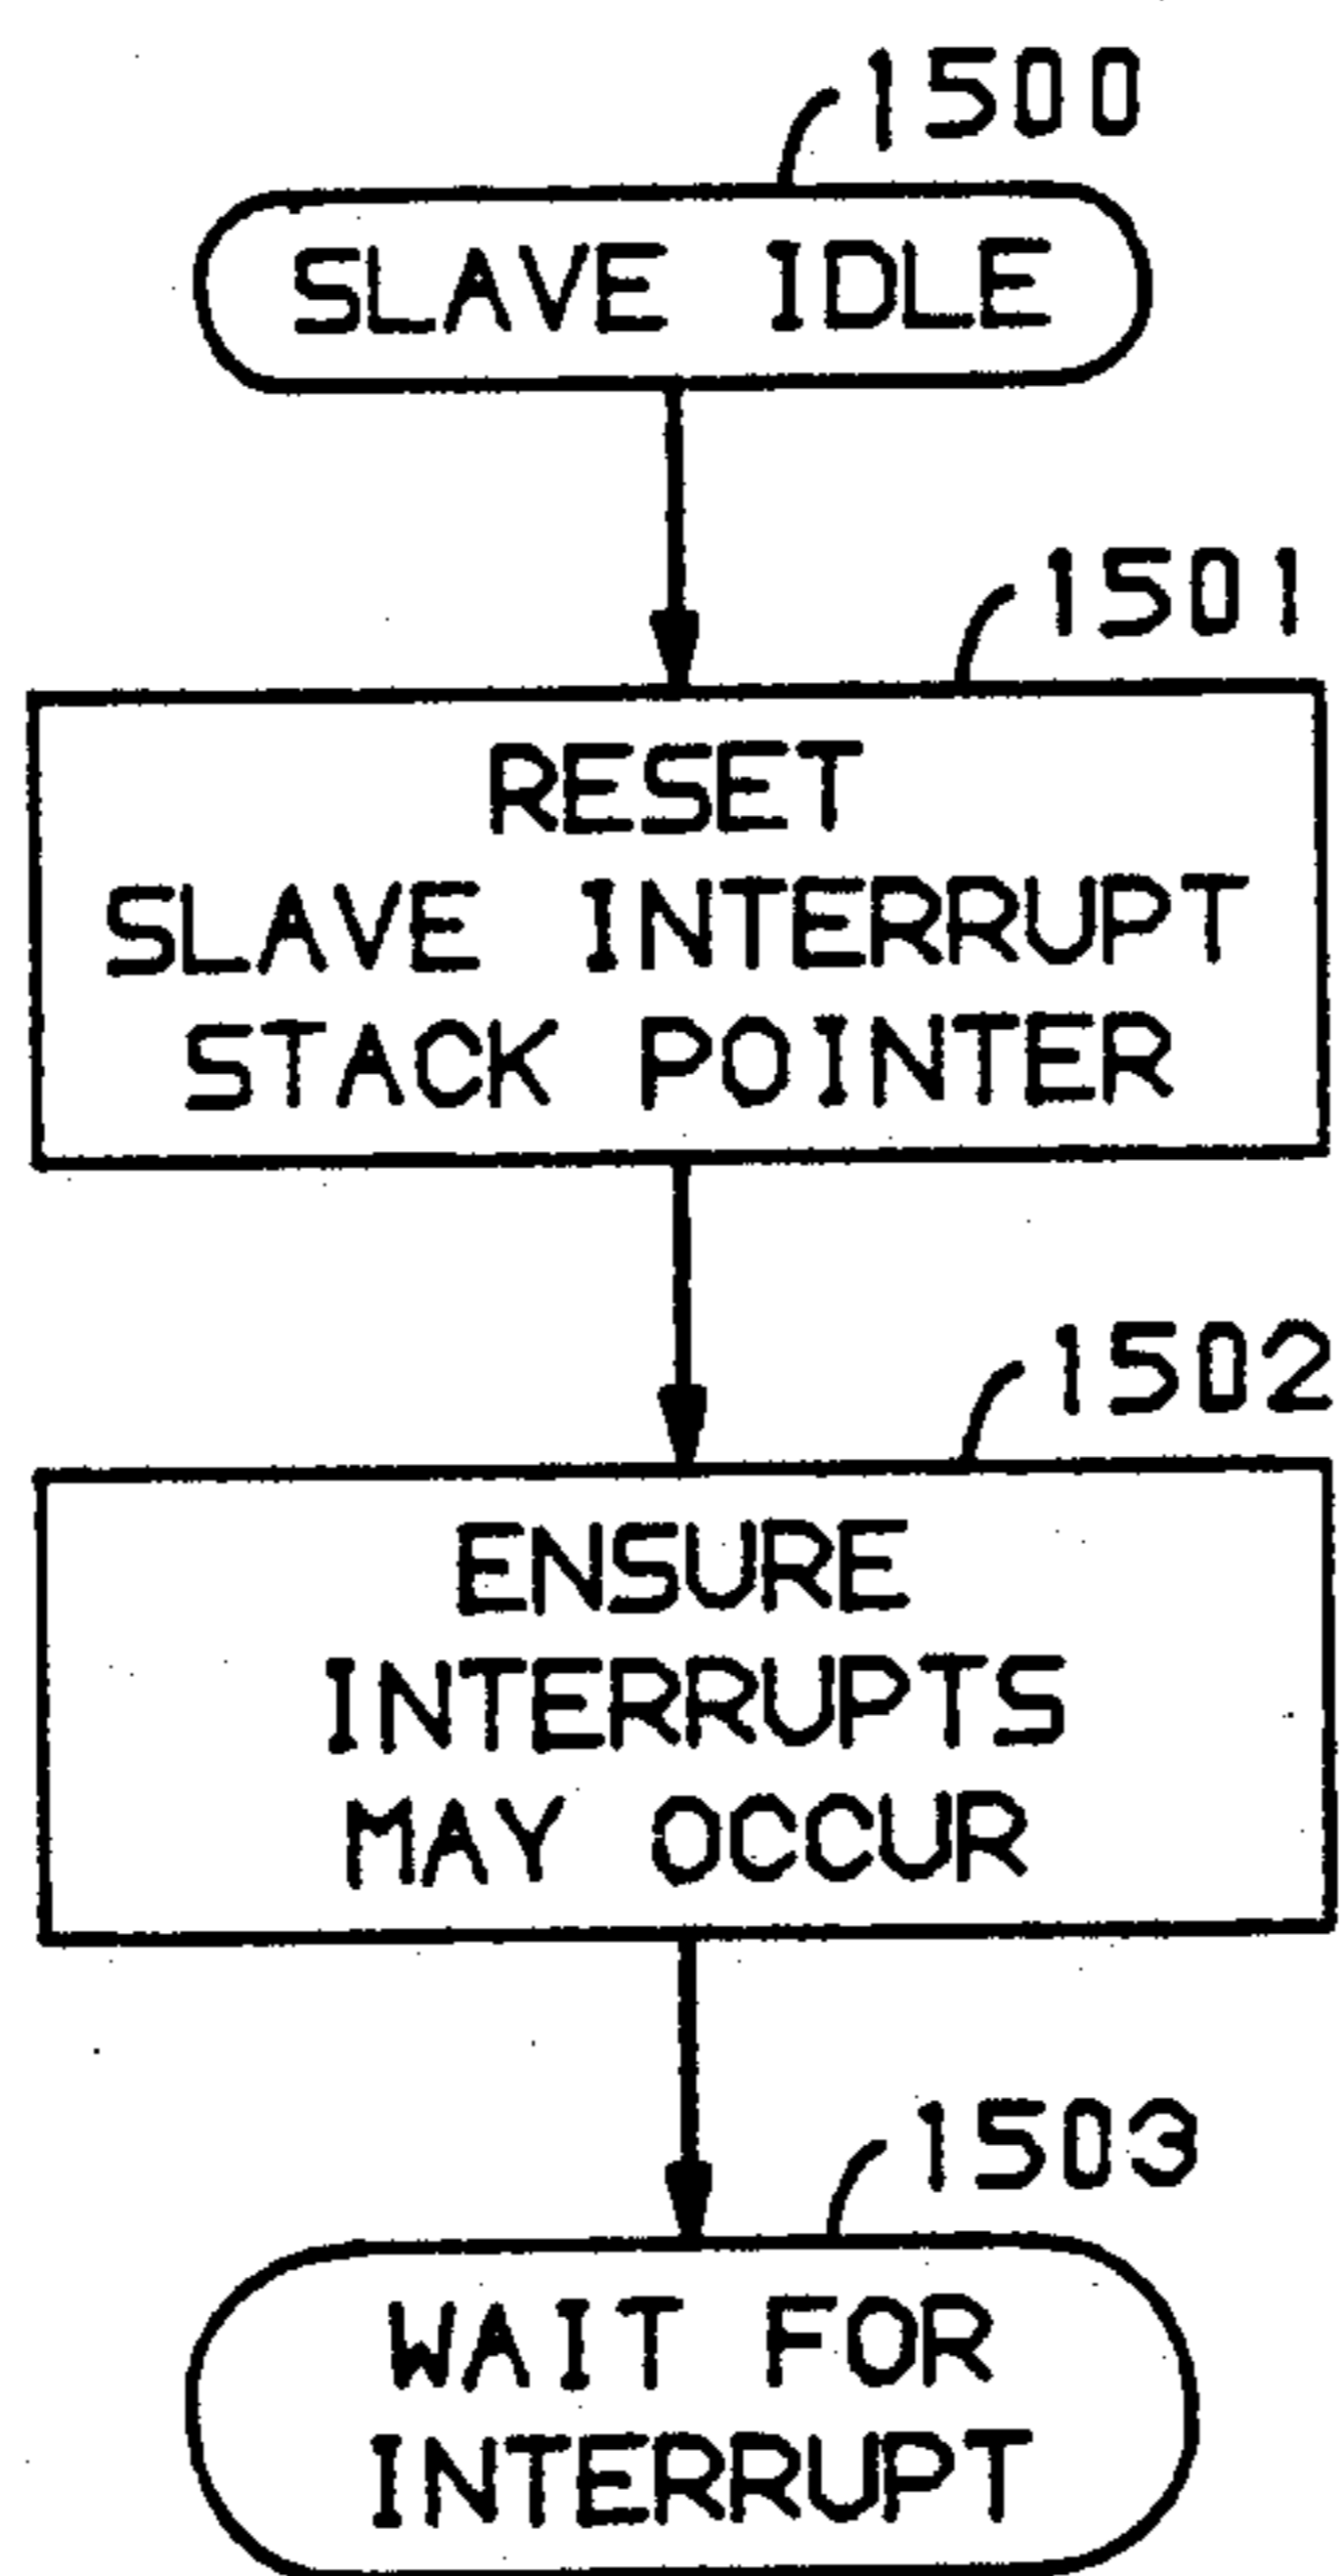 1500
SLAVE IDLE
1501
RESET
SLAVE INTERRUPT
STACK POINTER
1502
ENSURE
INTERRUPTS
MAY OCCUR
1503
WAIT FOR
INTERRUPT